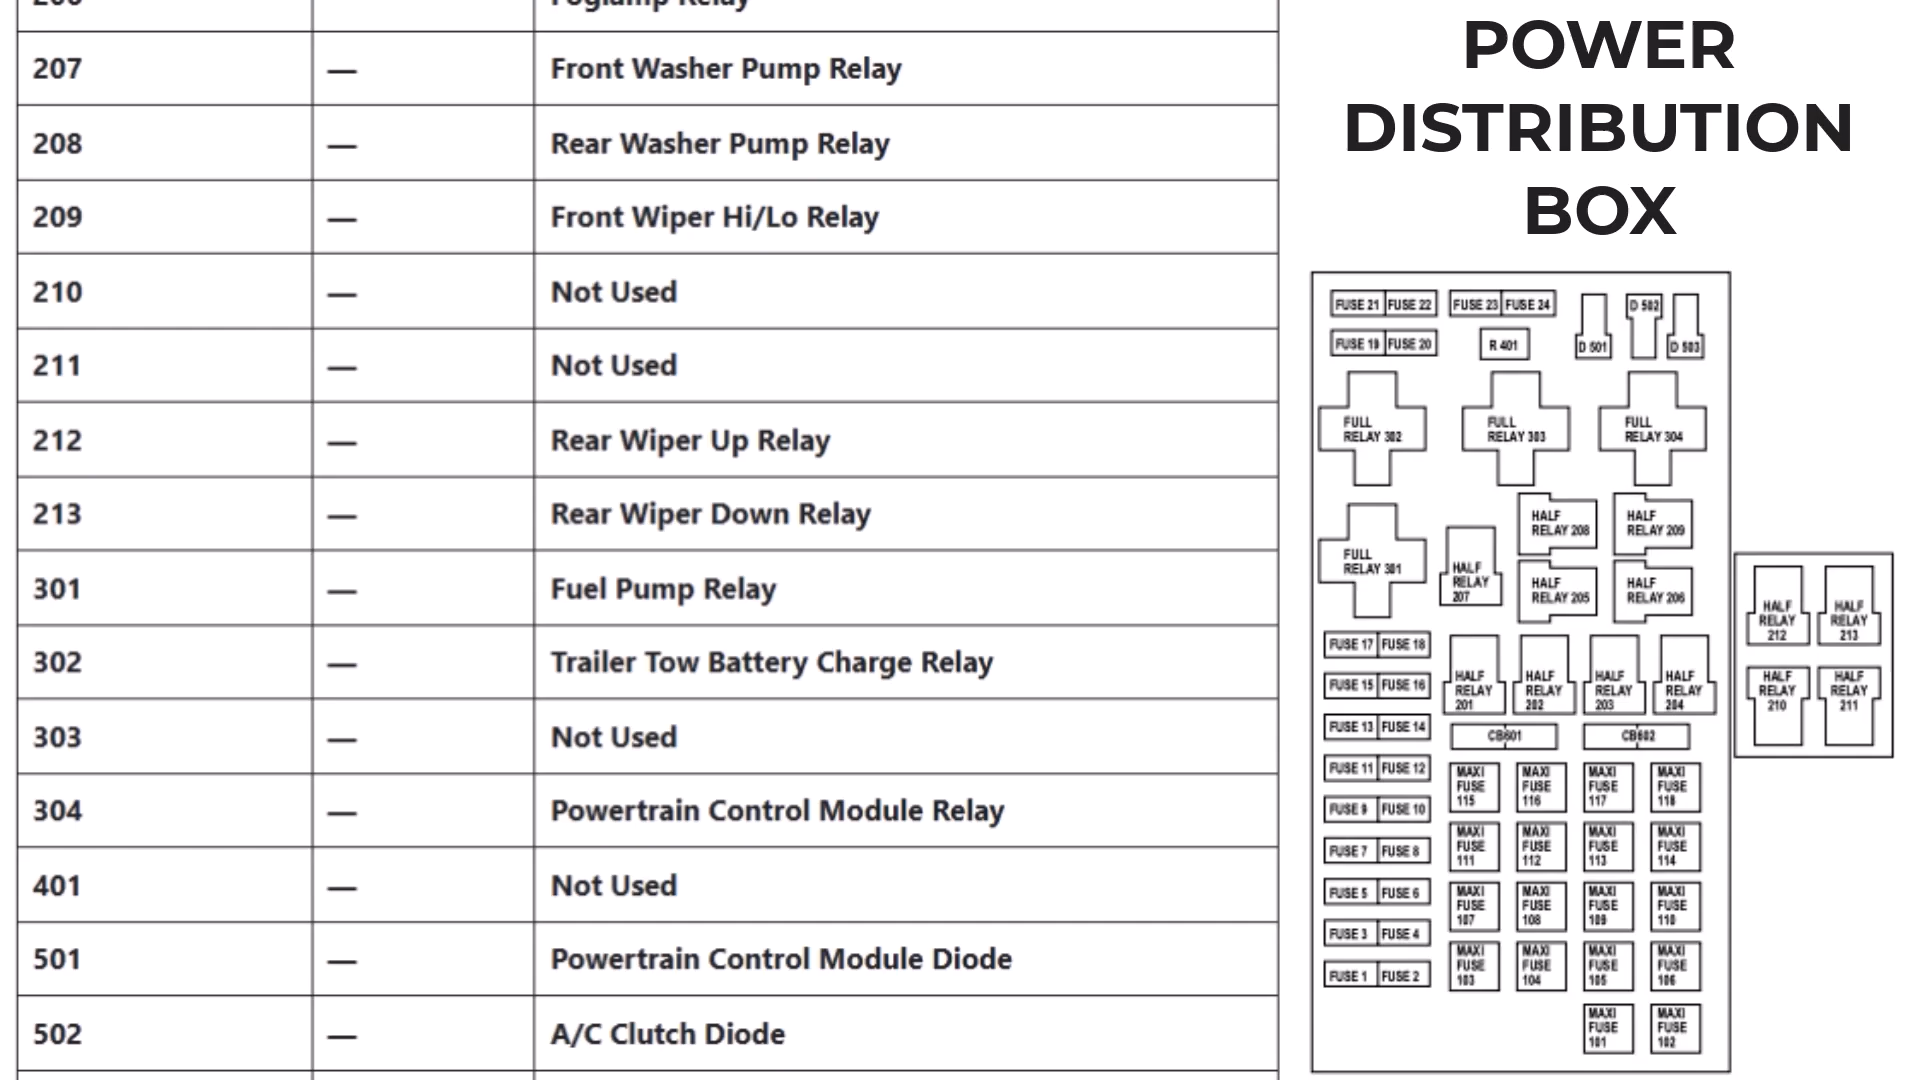 206 Foglamp Relay
207 — Front Washer Pump Relay
208 — Rear Washer Pump Relay
209 — Front Wiper Hi/Lo Relay
210 — Not Used
211 — Not Used
212 — Rear Wiper Up Relay
213 — Rear Wiper Down Relay
301 — Fuel Pump Relay
302 — Trailer Tow Battery Charge Relay
303 — Not Used
304 — Powertrain Control Module Relay
401 — Not Used
501 — Powertrain Control Module Diode
502 — A/C Clutch Diode
POWER
DISTRIBUTION
BOX
FUSE 21 FUSE 22 FUSE 23 FUSE 24
D 502
FUSE 19 FUSE 20 R 401 D 501 D 503
FULL
RELAY 302
FULL
RELAY 303
FULL
RELAY 304
HALF
RELAY 208
HALF
RELAY 209
FULL
RELAY 301
HALF
RELAY
207
HALF
RELAY 205
HALF
RELAY 206
HALF
RELAY
212
HALF
RELAY
213
HALF
RELAY
210
HALF
RELAY
211
FUSE 17 FUSE 18
FUSE 15 FUSE 16
FUSE 13 FUSE 14
FUSE 11 FUSE 12
FUSE 9 FUSE 10
FUSE 7 FUSE 8
FUSE 5 FUSE 6
FUSE 3 FUSE 4
FUSE 1 FUSE 2
HALF
RELAY
201
HALF
RELAY
202
HALF
RELAY
203
HALF
RELAY
204
CB601 CB602
MAXI
FUSE
115
MAXI
FUSE
116
MAXI
FUSE
117
MAXI
FUSE
118
MAXI
FUSE
111
MAXI
FUSE
112
MAXI
FUSE
113
MAXI
FUSE
114
MAXI
FUSE
107
MAXI
FUSE
108
MAXI
FUSE
109
MAXI
FUSE
110
MAXI
FUSE
103
MAXI
FUSE
104
MAXI
FUSE
105
MAXI
FUSE
106
MAXI
FUSE
101
MAXI
FUSE
102